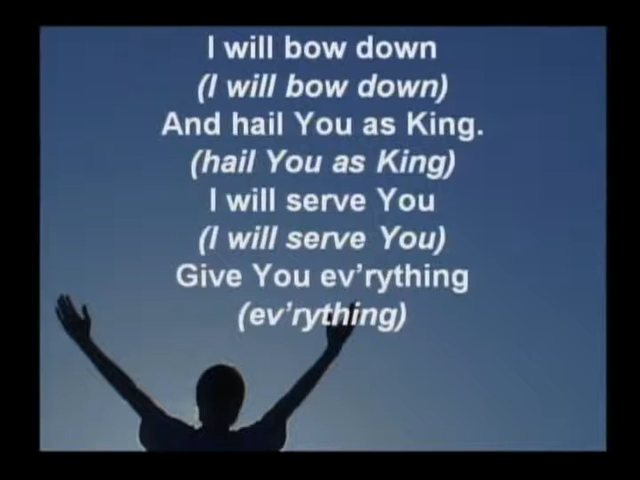 I will bow down
(I will bow down)
And hail You as King.
(hail You as King)
I will serve You
(I will serve You)
Give You ev'rything
(ev'rything)